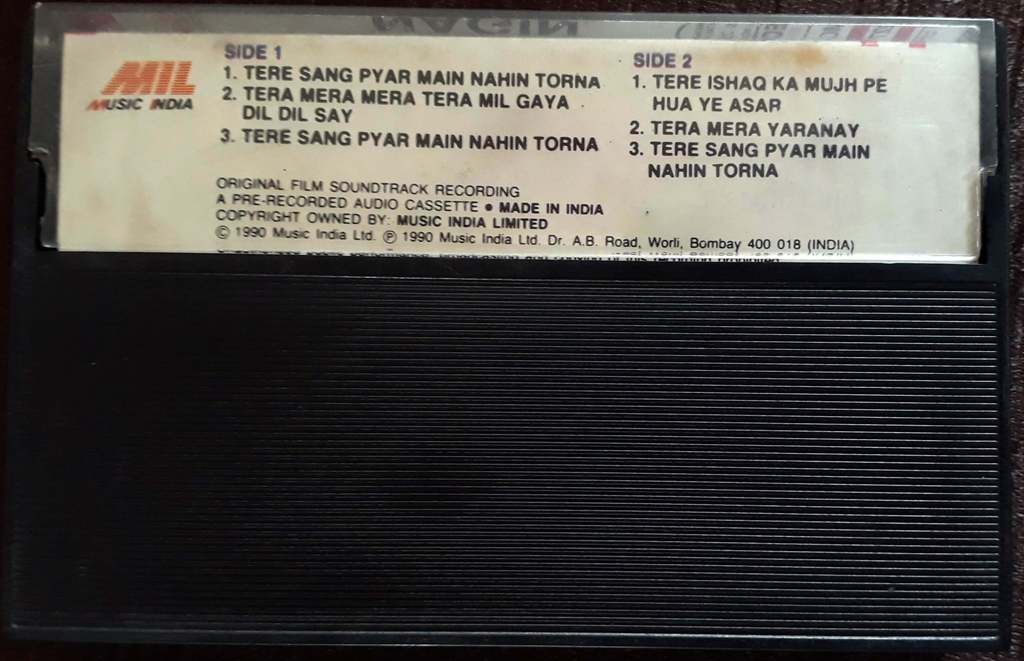 NAGIN
MIL
MUSIC INDIA
SIDE 1
1. TERE SANG PYAR MAIN NAHIN TORNA
2. TERA MERA MERA TERA MIL GAYA
DIL DIL SAY
3. TERE SANG PYAR MAIN NAHIN TORNA
SIDE 2
1. TERE ISHAQ KA MUJH PE
HUA YE ASAR
2. TERA MERA YARANAY
3. TERE SANG PYAR MAIN
NAHIN TORNA
ORIGINAL FILM SOUNDTRACK RECORDING
A PRE-RECORDED AUDIO CASSETTE ● MADE IN INDIA
COPYRIGHT OWNED BY: MUSIC INDIA LIMITED
© 1990 Music India Ltd. ℗ 1990 Music India Ltd. Dr. A.B. Road, Worli, Bombay 400 018 (INDIA)